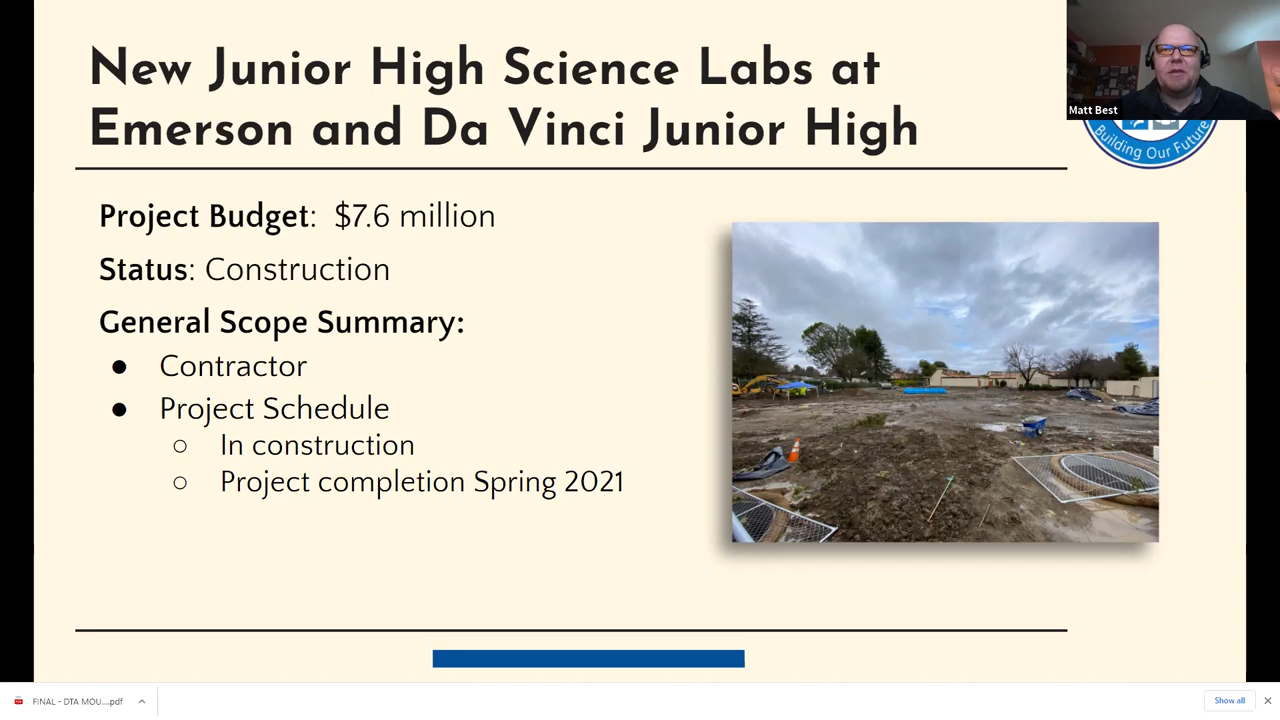 New Junior High Science Labs at
Emerson and Da Vinci Junior High
Matt Best
Building Our Future
Project Budget: $7.6 million
Status: Construction
General Scope Summary:
● Contractor
● Project Schedule
○ In construction
○ Project completion Spring 2021
FINAL - DTA MOU....pdf
Show all